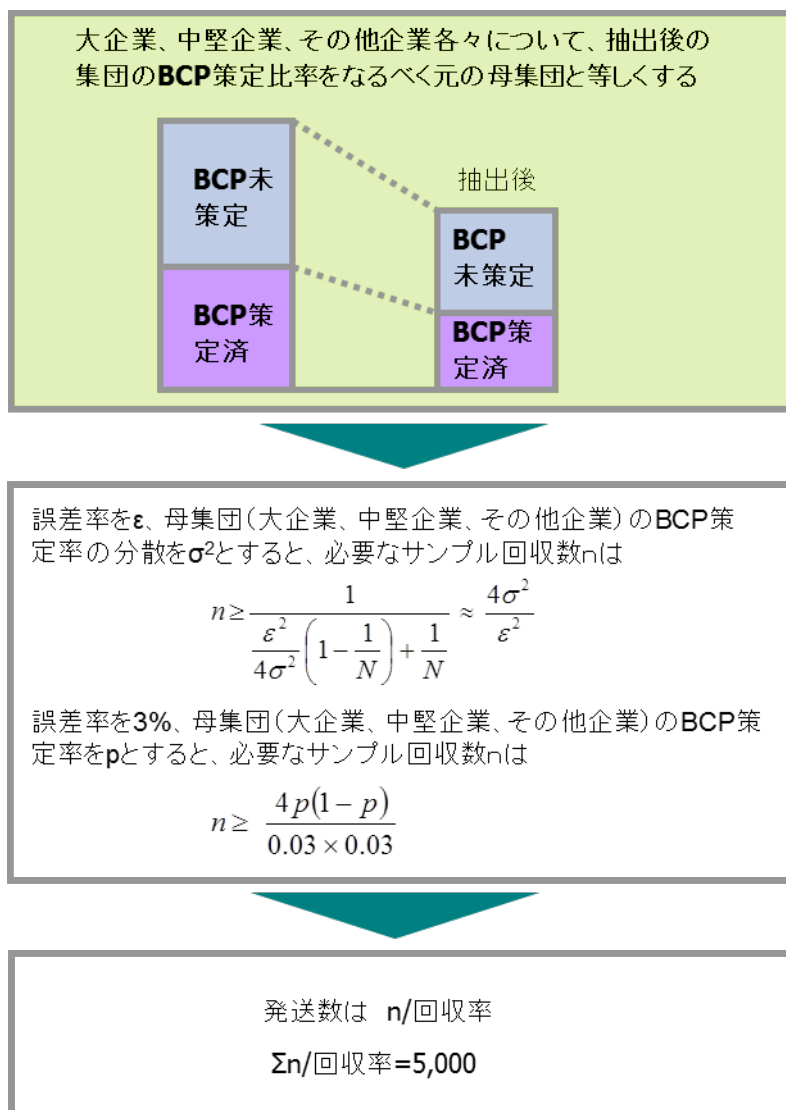 大企業、中堅企業、その他企業各々について、抽出後の
集団のBCP策定比率をなるべく元の母集団と等しくする
BCP未
策定
BCP策
定済
抽出後
BCP
未策定
BCP策
定済
誤差率をε、母集団(大企業、中堅企業、その他企業)のBCP策
定率の分散をσ²とすると、必要なサンプル回収数nは
n ≥ 1 / (ε²/4σ² (1 − 1/N) + 1/N) ≈ 4σ²/ε²
誤差率を3%、母集団(大企業、中堅企業、その他企業)のBCP策
定率をpとすると、必要なサンプル回収数nは
n ≥ 4p(1 − p) / 0.03 × 0.03
発送数は n/回収率
Σn/回収率=5,000